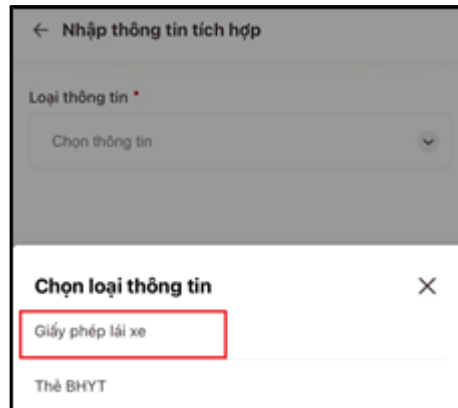 ← Nhập thông tin tích hợp
Loại thông tin *
Chọn thông tin
Chọn loại thông tin
Giấy phép lái xe
Thẻ BHYT